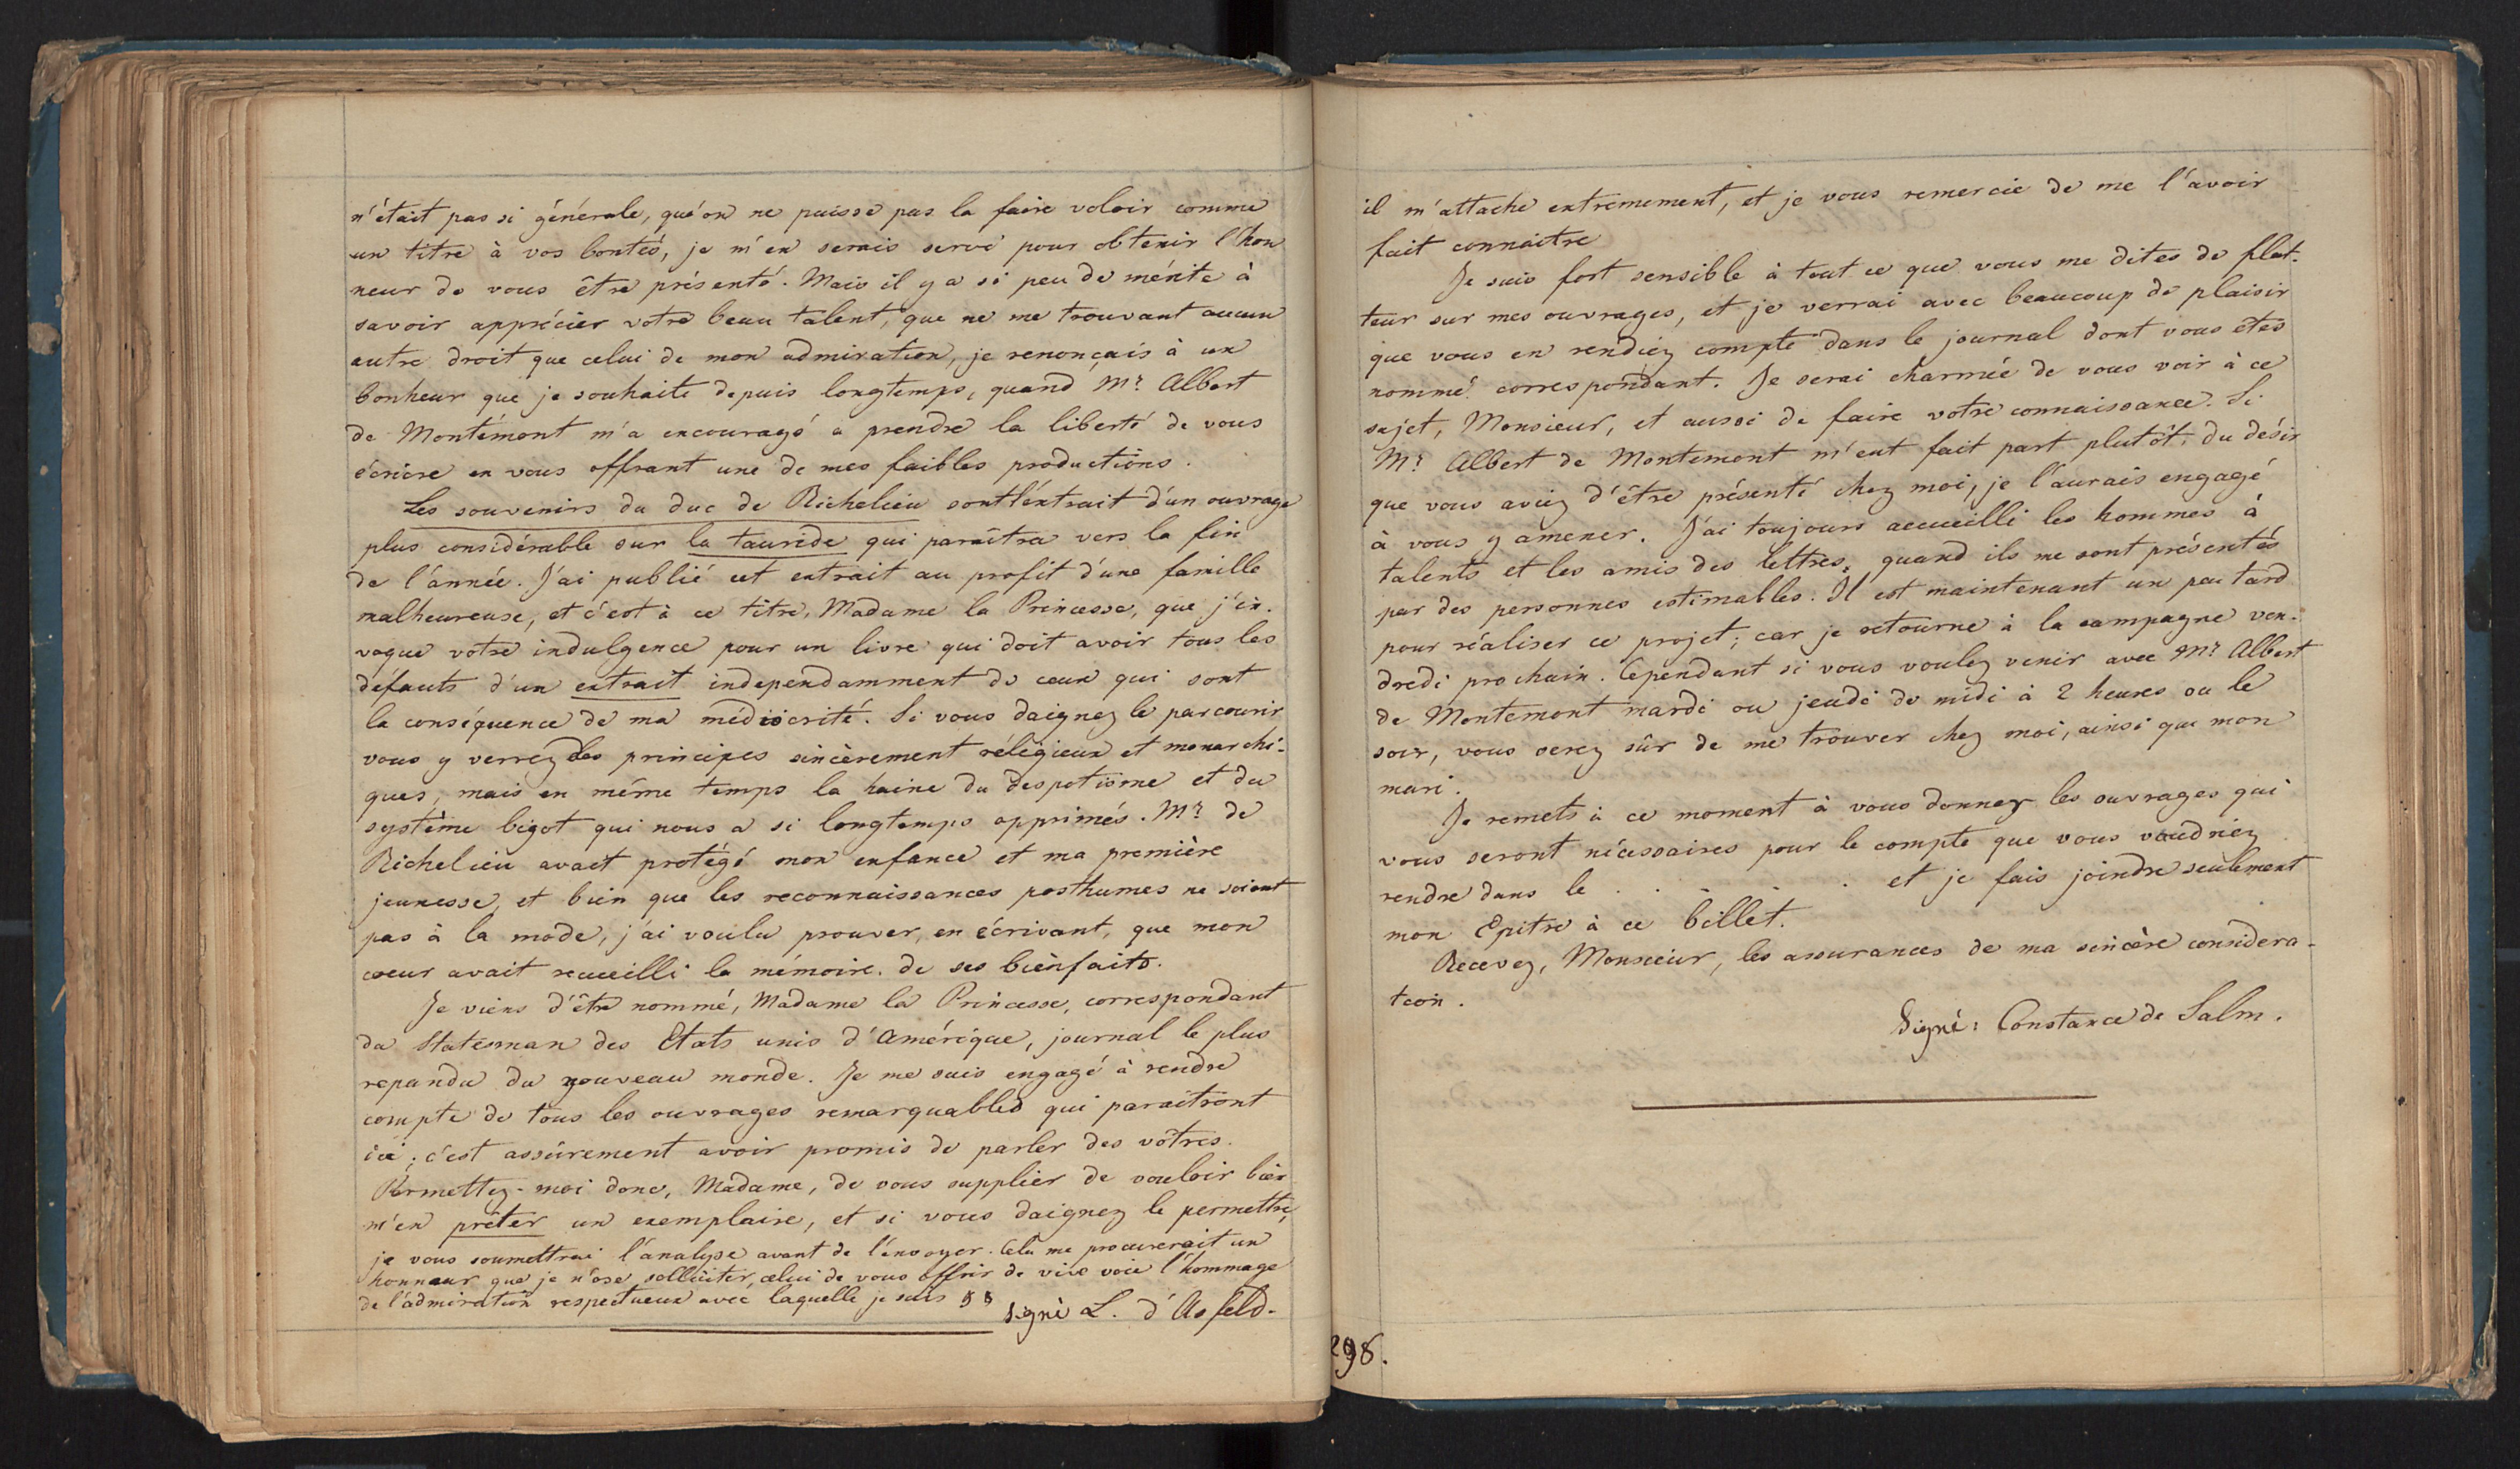 n'était pas si générale, qu'on ne puisse pas la faire valoir comme
un titre à vos bontés, je m'en serais servi pour obtenir l'hon
neur de vous être présenté. Mais il y a si peu de mérite à
savoir apprécier votre beau talent, que ne me trouvant aucun
autre droit que celui de mon admiration, je renonçais à un
bonheur que je souhaite depuis longtemps, quand Mr. Albert
de Montémont m'a encouragé a prendre la liberté de vous
écrire en vous offrant une de mes faibles productions.
Les souvenirs du duc de Richelieu sont l'extrait d'un ouvrage
plus considérable sur la tauride qui paraîtra vers la fin
de l'année. J'ai publié cet extrait au profit d'une famille
malheureuse, et c'est à ce titre, Madame la Princesse, que j'in-
voque votre indulgence pour un livre qui doit avoir tous les
défauts d'un extrait independamment de ceux qui sont
la conséquence de ma médiocrité. Si vous daignez le parcourir
vous y verrez des principes sincèrement réligieux et monarchi-
ques, mais en même temps la haine du despotisme et du
système bigot qui nous a si longtemps opprimés. Mr. de
Richelieu avait protégé mon enfance et ma première
jeunesse, et bien que les reconnaissances posthumes ne soient
pas à la mode, j'ai voulu prouver, en écrivant, que mon
coeur avait recueilli la mémoire de ses bienfaits.
Je viens d'être nommé, Madame la Princesse, correspondant
du Statesman des Etats unis d'Amérique, journal le plus
repandu du nouveau monde. Je me suis engagé à rendre
compte de tous les ouvrages remarquables qui paraitront
ici; c'est assûrement avoir promis de parler des vôtres.
Permettez-moi donc, Madame, de vous supplier de vouloir bien
m'en prêter un exemplaire, et si vous daignez le permettre,
je vous soumettrai l'analyse avant de l'envoyer. Cela me procurerait un
honneur que je n'ose solliciter, celui de vous offrir de vive voix l'hommage
de l'admiration respectueux avec laquelle je suis
signé L. d'Asfeld.
il m'attache extremement, et je vous remercie de me l'avoir
fait connaitre
Je suis fort sensible à tout ce que vous me dites de flat-
teur sur mes ouvrages, et je verrai avec beaucoup de plaisir
que vous en rendiez compte dans le journal dont vous êtes
nommé correspondant. Je serai charmée de vous voir à ce
sujet, Monsieur, et aussi de faire votre connaissance. Si
Mr. Albert de Montemont m'eut fait part plutôt, du désir
que vous aviez d'être présenté chez moi, je l'aurais engagé
à vous y amener. J'ai toujours accueilli les hommes à
talents et les amis des lettres, quand ils me sont présentés
par des personnes estimables. Il est maintenant un peu tard
pour réaliser ce projet; car je retourne à la campagne ven-
dredi prochain. Cependant si vous voulez venir avec Mr. Albert
de Montemont mardi ou jeudi de midi à 2 heures ou le
soir, vous serez sûr de me trouver chez moi, ainsi que mon
mari.
Je remets à ce moment à vous donner les ouvrages qui
vous seront nécessaires pour le compte que vous voudriez
rendre dans le . . . . . et je fais joindre seulement
mon Epitre à ce billet.
Recevez, Monsieur, les assurances de ma sincère considera-
tion.
Signé: Constance de Salm.
298.